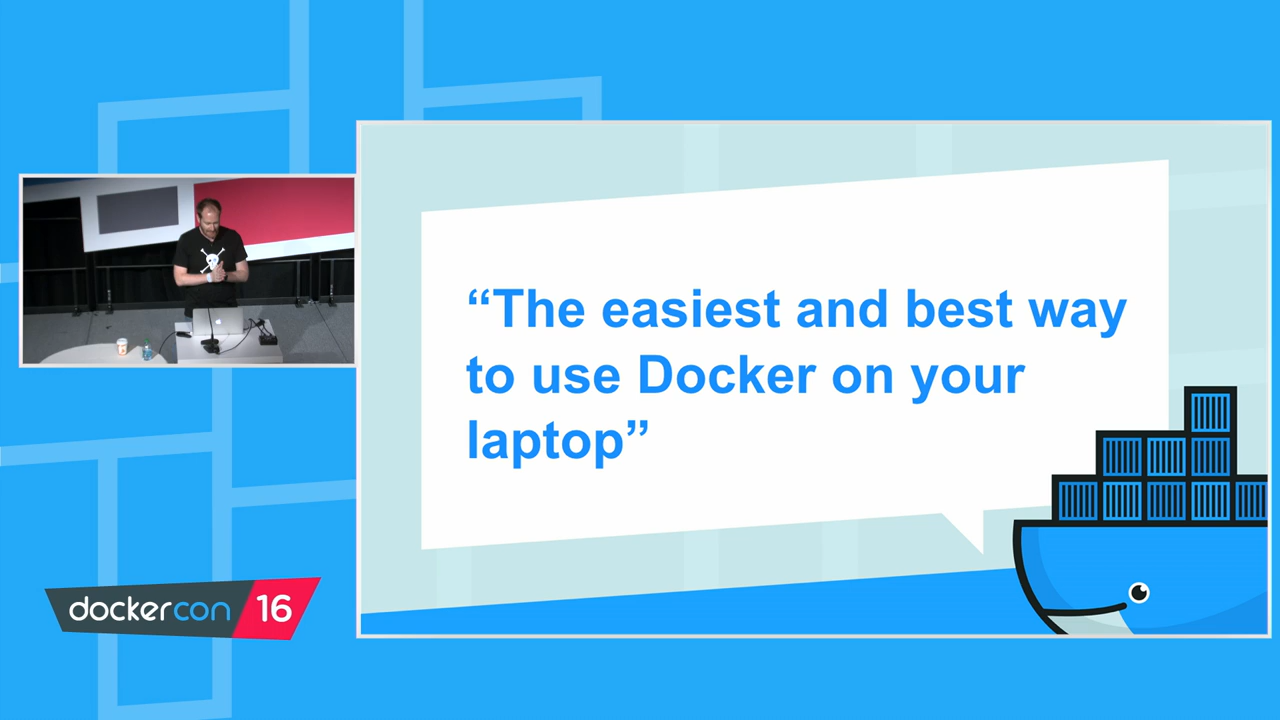 “The easiest and best way
to use Docker on your
laptop”
dockercon 16